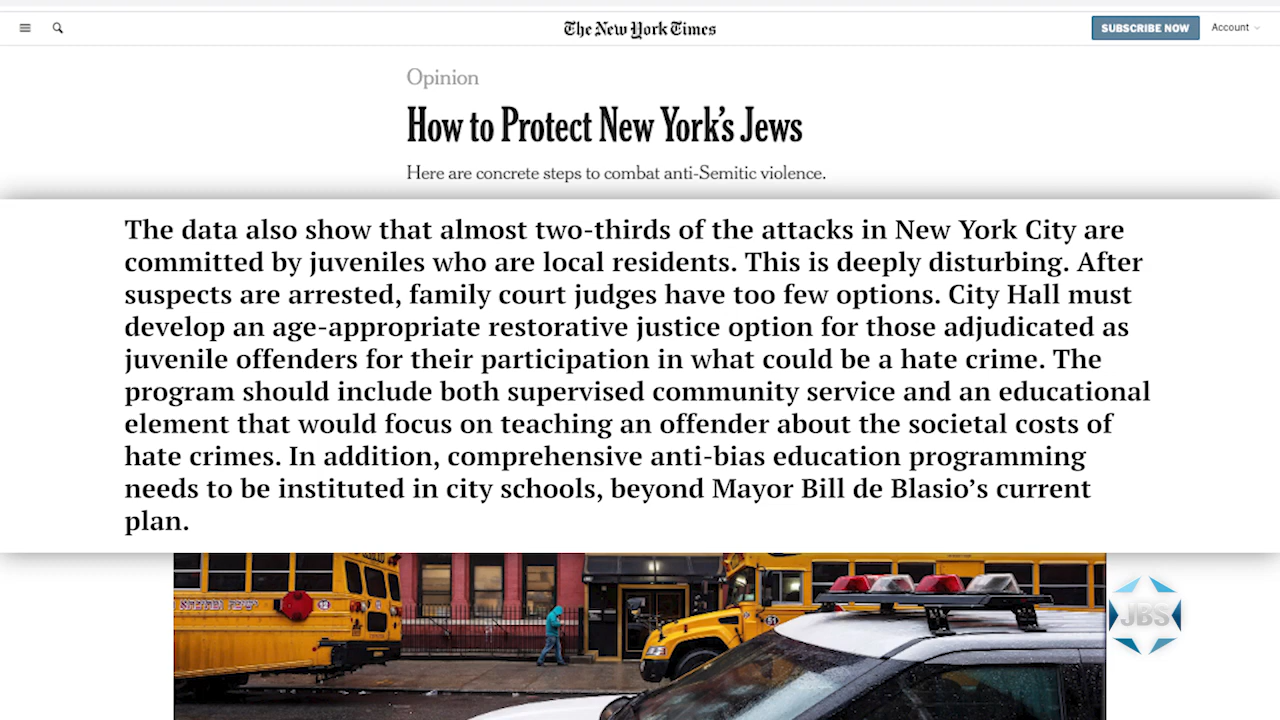 The New York Times
SUBSCRIBE NOW
Account
Opinion
How to Protect New York's Jews
Here are concrete steps to combat anti-Semitic violence.
The data also show that almost two-thirds of the attacks in New York City are
committed by juveniles who are local residents. This is deeply disturbing. After
suspects are arrested, family court judges have too few options. City Hall must
develop an age-appropriate restorative justice option for those adjudicated as
juvenile offenders for their participation in what could be a hate crime. The
program should include both supervised community service and an educational
element that would focus on teaching an offender about the societal costs of
hate crimes. In addition, comprehensive anti-bias education programming
needs to be instituted in city schools, beyond Mayor Bill de Blasio's current
plan.
12
51
JBS